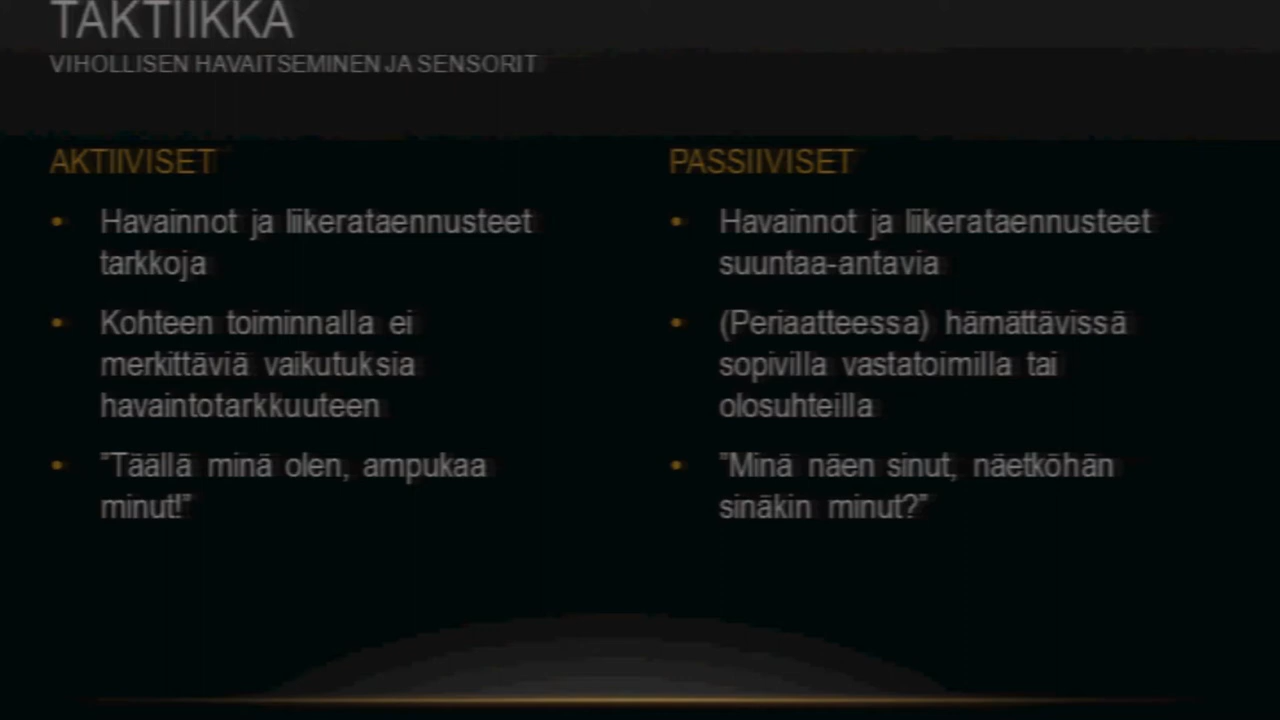 TAKTIIKKA
VIHOLLISEN HAVAITSEMINEN JA SENSORIT
AKTIIVISET
• Havainnot ja liikerataennusteet
tarkkoja
• Kohteen toiminnalla ei
merkittäviä vaikutuksia
havaintotarkkuuteen
• "Täällä minä olen, ampukaa
minut!"
PASSIIVISET
• Havainnot ja liikerataennusteet
suuntaa-antavia
• (Periaatteessa) hämättävissä
sopivilla vastatoimilla tai
olosuhteilla
• "Minä näen sinut, näetköhän
sinäkin minut?"